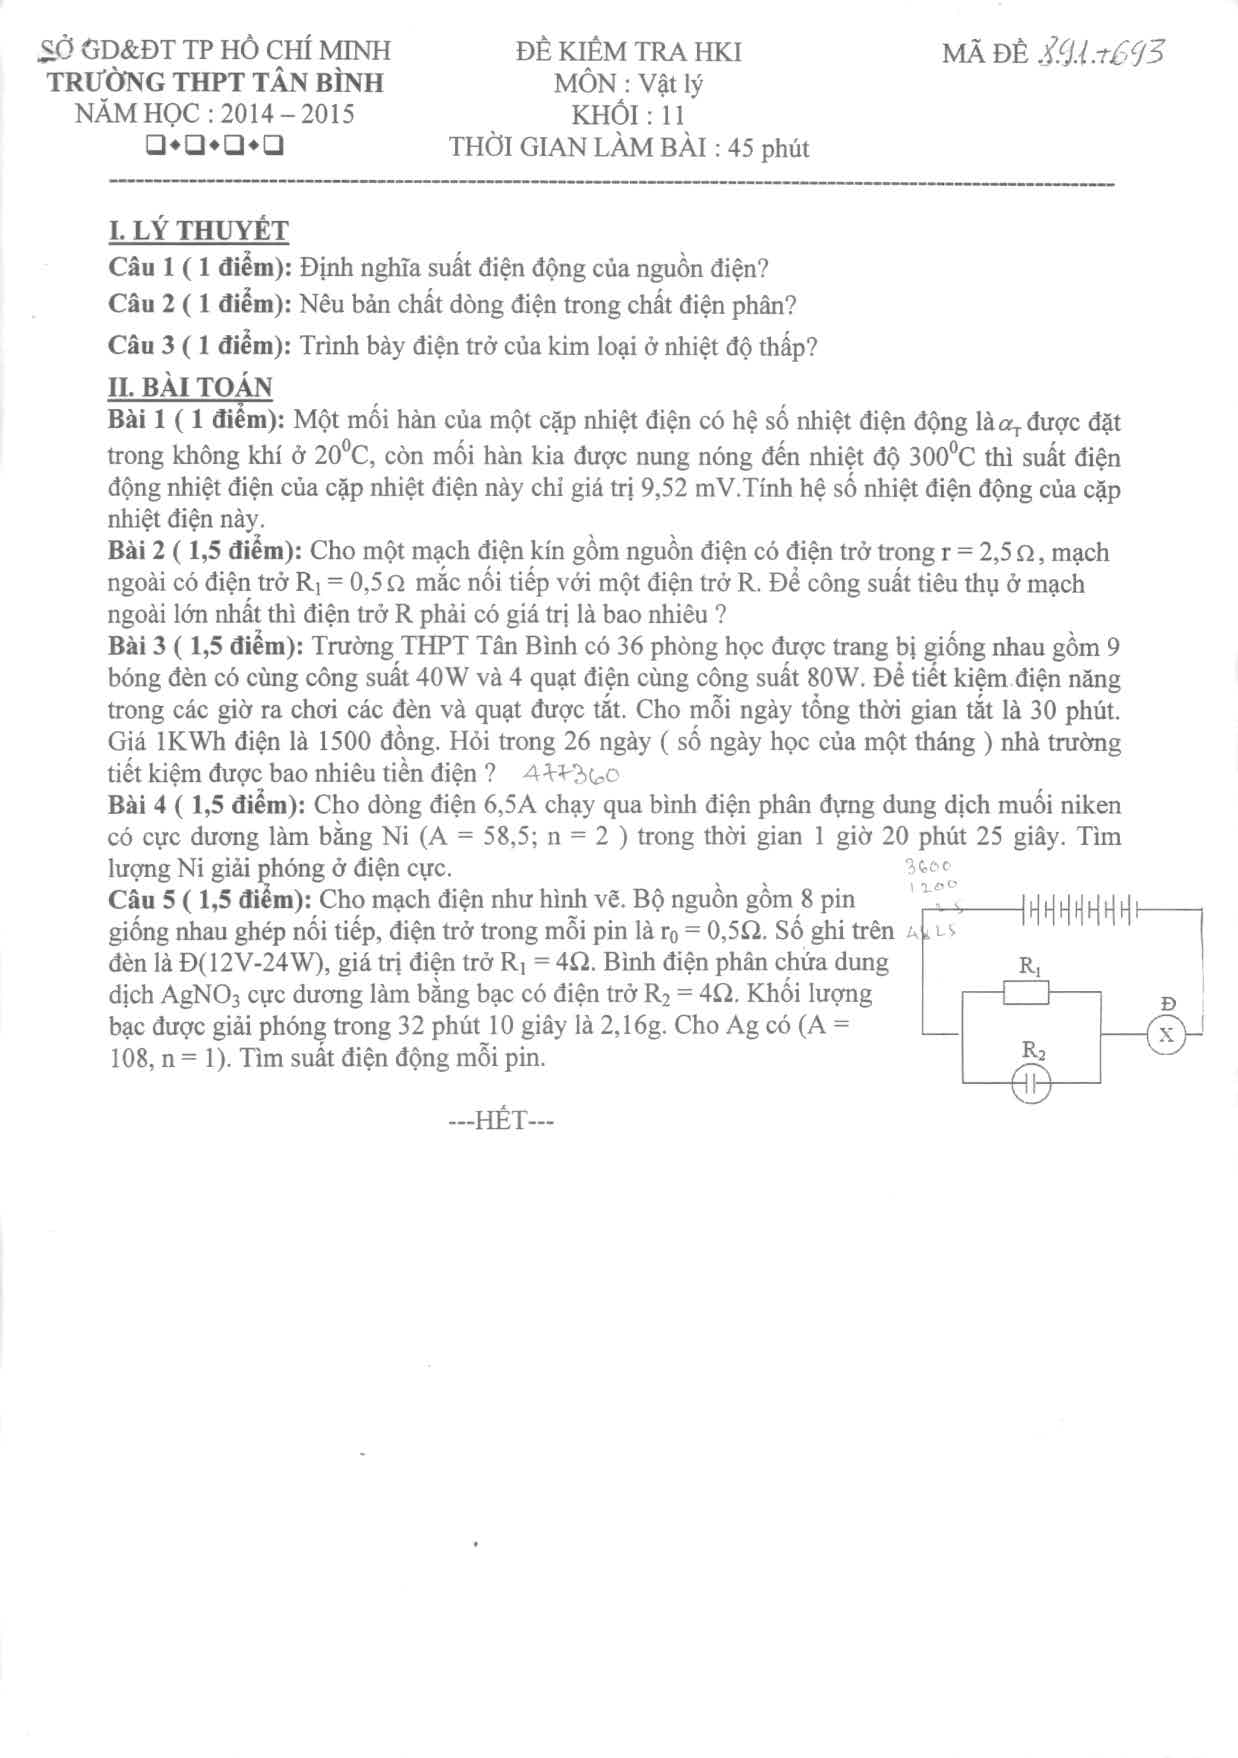 SỞ GD&ĐT TP HỒ CHÍ MINH
TRƯỜNG THPT TÂN BÌNH
NĂM HỌC : 2014 – 2015
ĐỀ KIỂM TRA HKI
MÔN : Vật lý
KHỐI : 11
THỜI GIAN LÀM BÀI : 45 phút
MÃ ĐỀ 891+693
I. LÝ THUYẾT
Câu 1 ( 1 điểm): Định nghĩa suất điện động của nguồn điện?
Câu 2 ( 1 điểm): Nêu bản chất dòng điện trong chất điện phân?
Câu 3 ( 1 điểm): Trình bày điện trở của kim loại ở nhiệt độ thấp?
II. BÀI TOÁN
Bài 1 ( 1 điểm): Một mối hàn của một cặp nhiệt điện có hệ số nhiệt điện động là α_T được đặt
trong không khí ở 20⁰C, còn mối hàn kia được nung nóng đến nhiệt độ 300⁰C thì suất điện
động nhiệt điện của cặp nhiệt điện này chỉ giá trị 9,52 mV.Tính hệ số nhiệt điện động của cặp
nhiệt điện này.
Bài 2 ( 1,5 điểm): Cho một mạch điện kín gồm nguồn điện có điện trở trong r = 2,5Ω, mạch
ngoài có điện trở R₁ = 0,5Ω mắc nối tiếp với một điện trở R. Để công suất tiêu thụ ở mạch
ngoài lớn nhất thì điện trở R phải có giá trị là bao nhiêu ?
Bài 3 ( 1,5 điểm): Trường THPT Tân Bình có 36 phòng học được trang bị giống nhau gồm 9
bóng đèn có cùng công suất 40W và 4 quạt điện cùng công suất 80W. Để tiết kiệm điện năng
trong các giờ ra chơi các đèn và quạt được tắt. Cho mỗi ngày tổng thời gian tắt là 30 phút.
Giá 1KWh điện là 1500 đồng. Hỏi trong 26 ngày ( số ngày học của một tháng ) nhà trường
tiết kiệm được bao nhiêu tiền điện ? 477360
Bài 4 ( 1,5 điểm): Cho dòng điện 6,5A chạy qua bình điện phân đựng dung dịch muối niken
có cực dương làm bằng Ni (A = 58,5; n = 2 ) trong thời gian 1 giờ 20 phút 25 giây. Tìm
lượng Ni giải phóng ở điện cực.
3600
1200
25
Câu 5 ( 1,5 điểm): Cho mạch điện như hình vẽ. Bộ nguồn gồm 8 pin
giống nhau ghép nối tiếp, điện trở trong mỗi pin là r₀ = 0,5Ω. Số ghi trên
đèn là Đ(12V-24W), giá trị điện trở R₁ = 4Ω. Bình điện phân chứa dung
dịch AgNO₃ cực dương làm bằng bạc có điện trở R₂ = 4Ω. Khối lượng
bạc được giải phóng trong 32 phút 10 giây là 2,16g. Cho Ag có (A =
108, n = 1). Tìm suất điện động mỗi pin.
R₁
Đ
X
R₂
---HẾT---